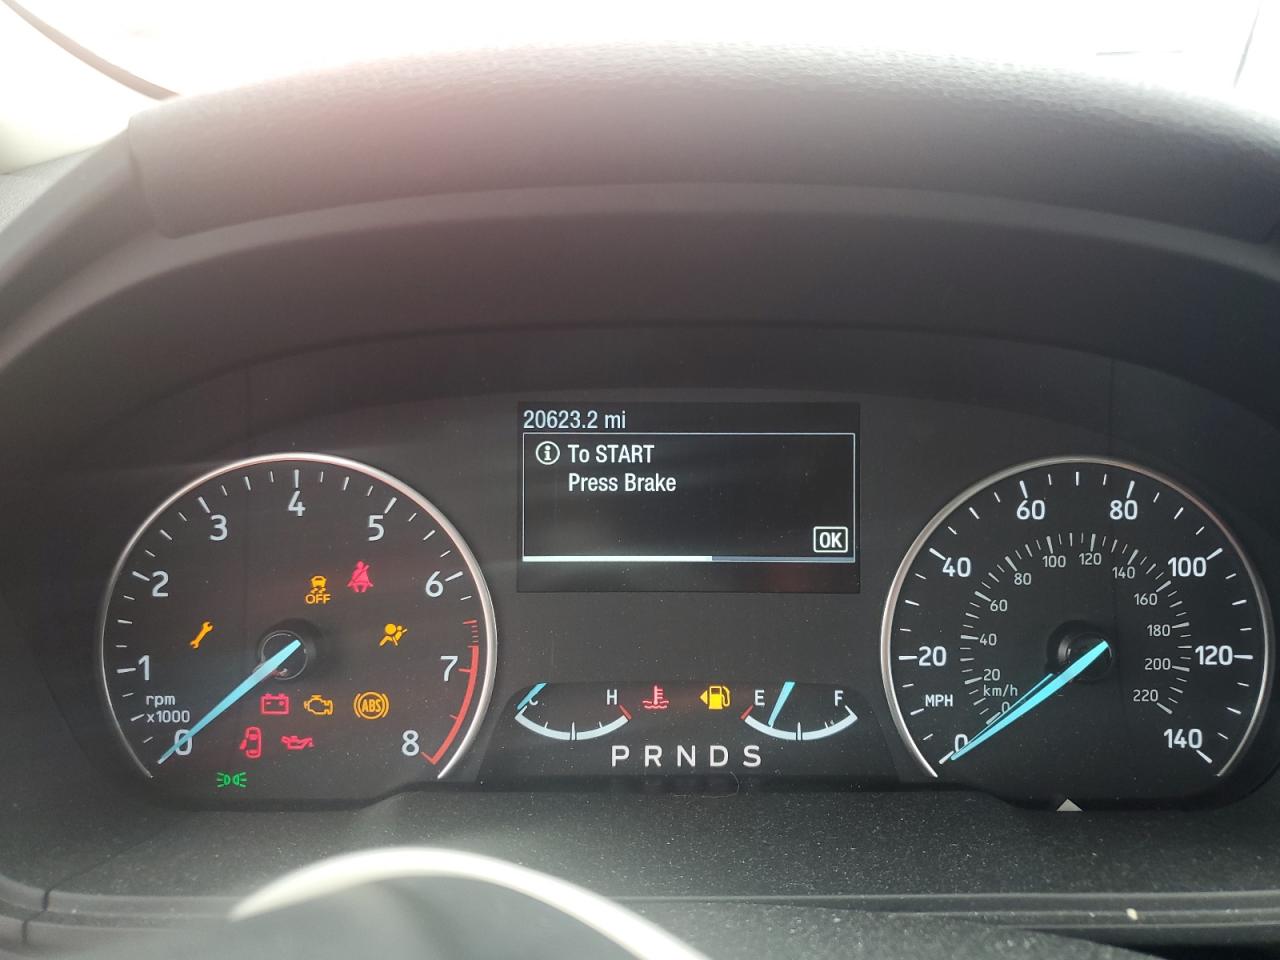 20623.2 mi
i To START
Press Brake
OK
0 1 2 3 4 5 6 7 8
rpm
x1000
OFF
ABS
C H
E F
P R N D S
0 20 40 60 80 100 120 140
MPH
km/h
0 20 40 60 80 100 120 140 160 180 200 220